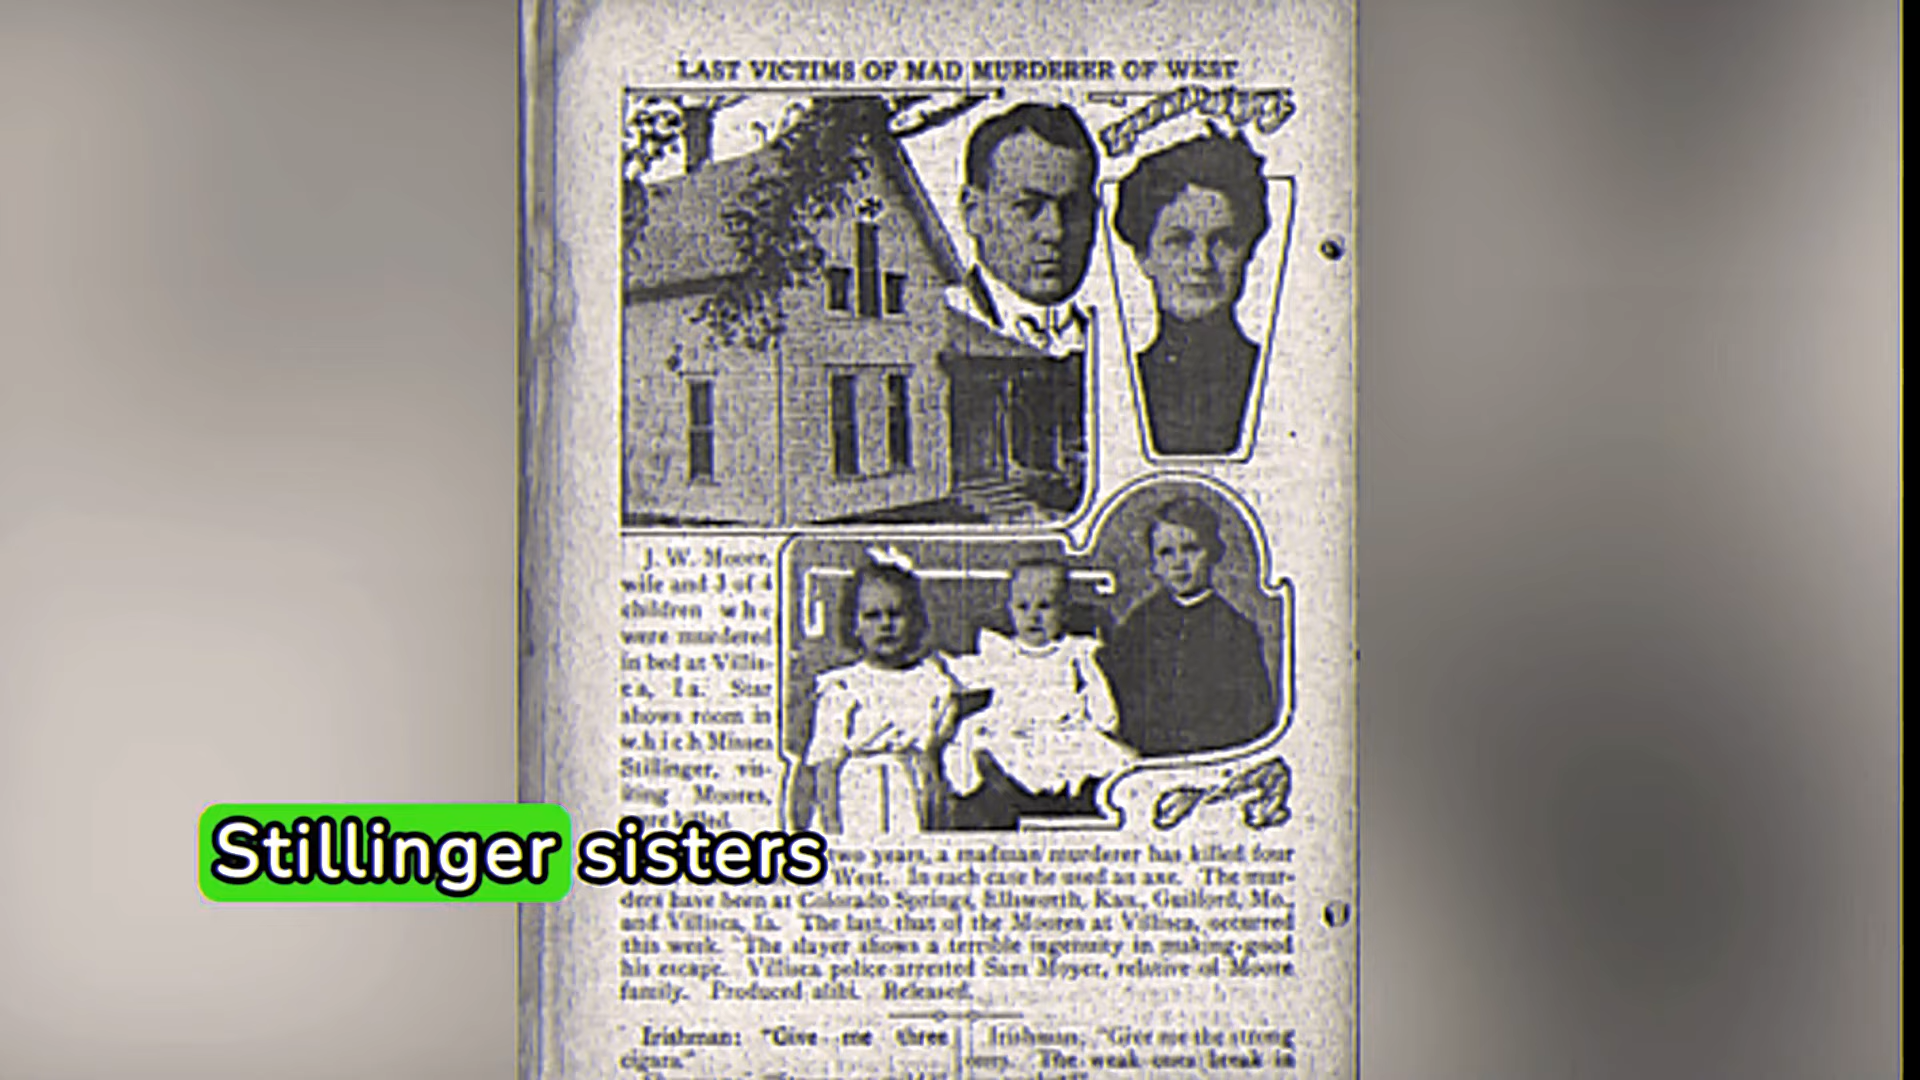 LAST VICTIMS OF MAD MURDERER OF WEST
J. W. Moore,
wife and 3 of 4
children who
were murdered
in bed at Villis-
ca, Ia. Star
shows room in
which Misses
Stillinger, vis-
iting Moores,
were killed.
Stillinger sisters
two years, a madman murderer has killed four
West. In each case he used an axe. The mur-
ders have been at Colorado Springs, Ellsworth, Kan., Guilford, Mo.,
and Villisca, Ia. The last, that of the Moores at Villisca, occurred
this week. The slayer shows a terrible ingenuity in making good
his escape. Villisca police arrested Sam Moyer, relative of Moore
family. Produced alibi. Released.
Irishman: "Give me three
cigars."
Irishman: "Give me the strong
The weak ones break in